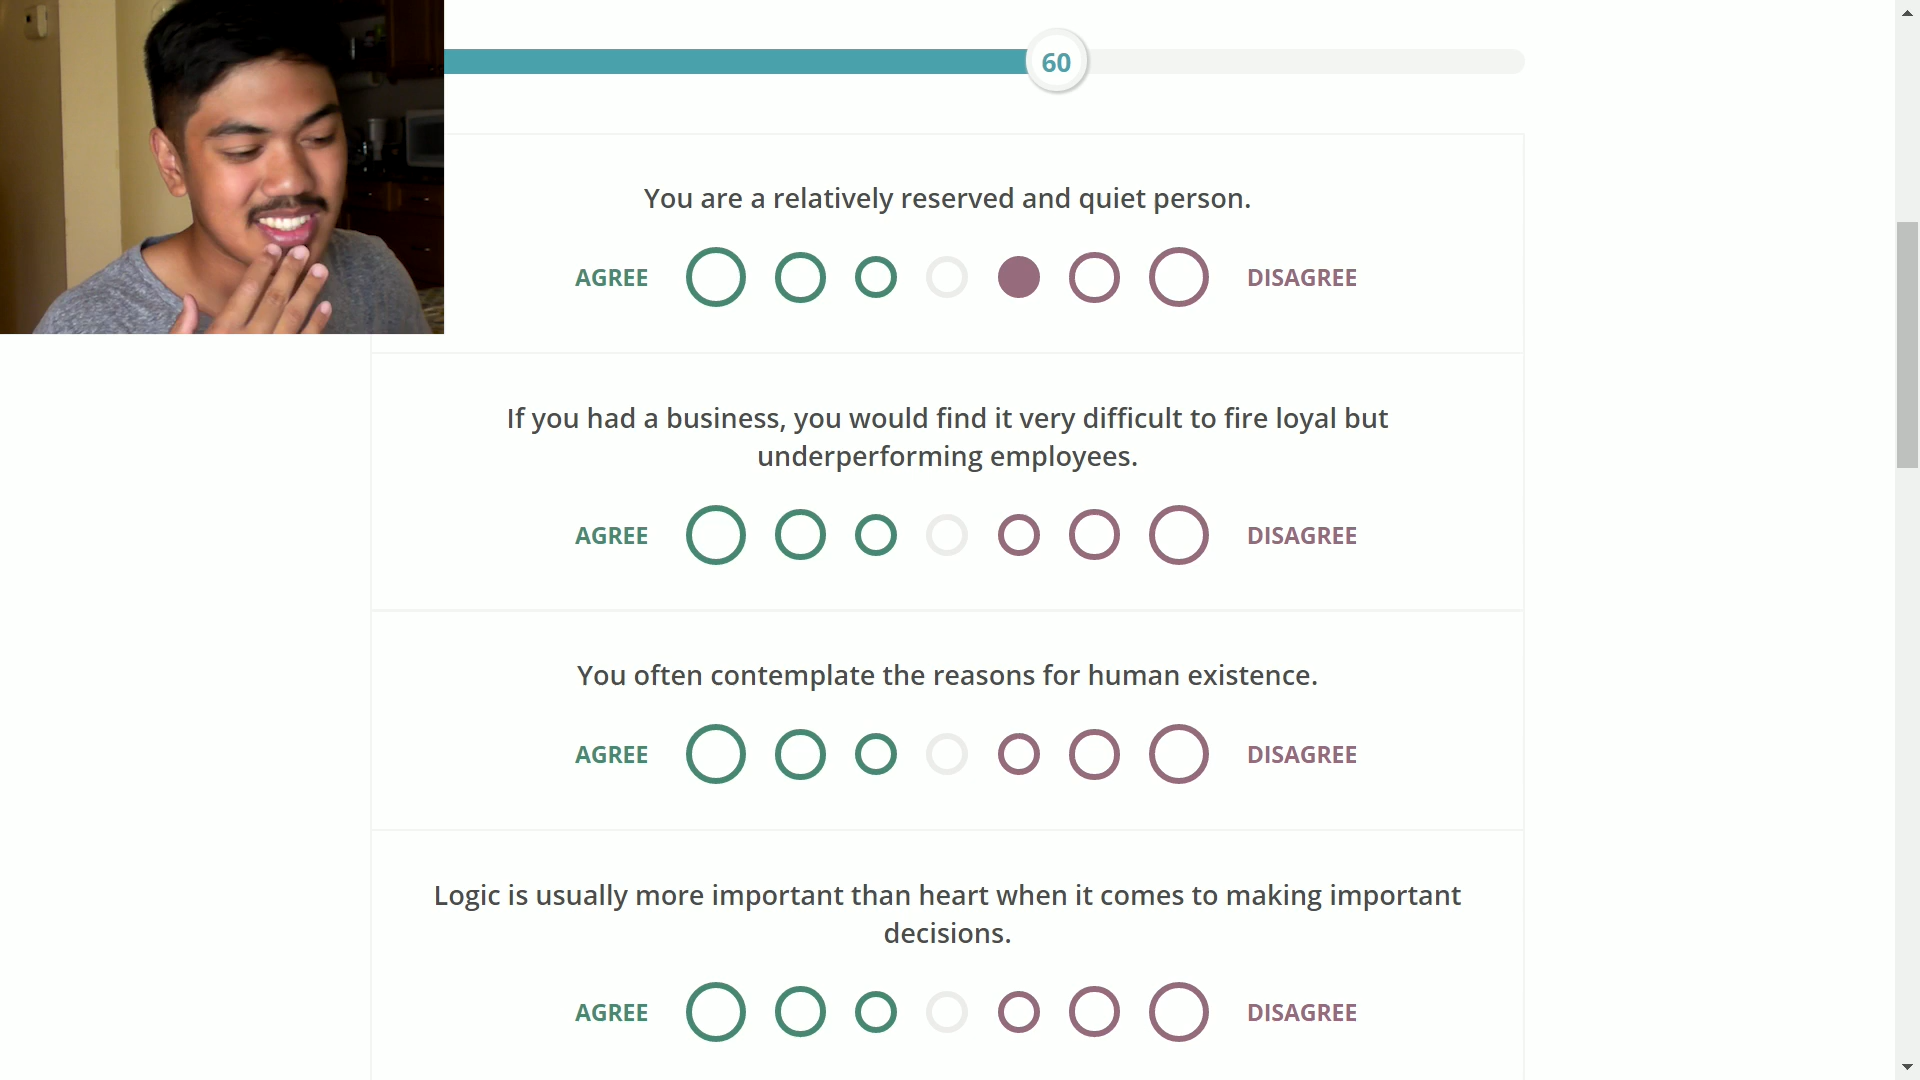 60
You are a relatively reserved and quiet person.
AGREE DISAGREE
If you had a business, you would find it very difficult to fire loyal but
underperforming employees.
AGREE DISAGREE
You often contemplate the reasons for human existence.
AGREE DISAGREE
Logic is usually more important than heart when it comes to making important
decisions.
AGREE DISAGREE